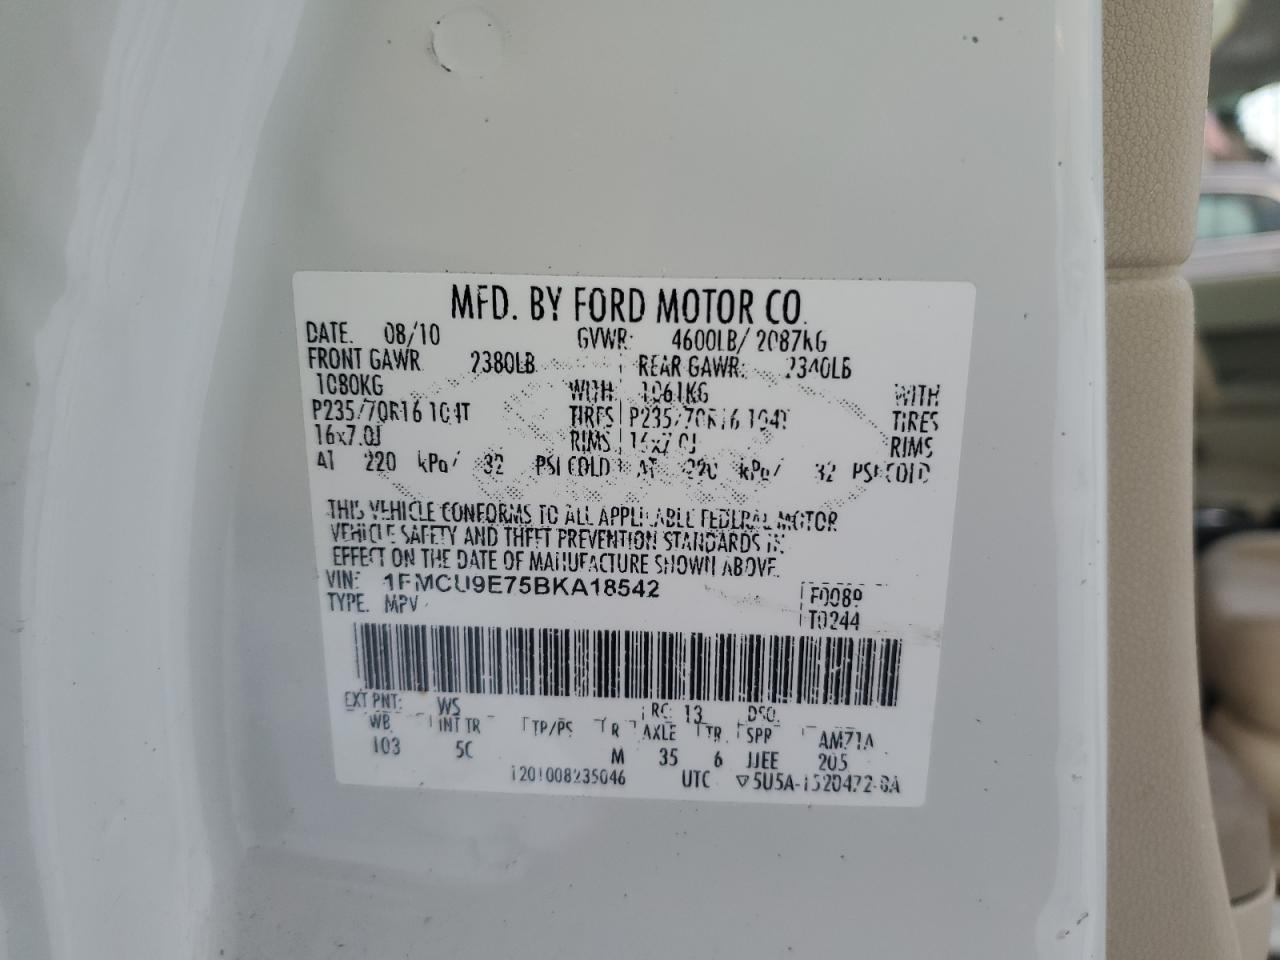 MFD. BY FORD MOTOR CO.
DATE. 08/10 GVWR: 4600LB/ 2087kG
FRONT GAWR 2380LB REAR GAWR: 2340LB
1080KG WITH 1061KG WITH
P235/70R16 104T TIRES P235/70R16 104T TIRES
16x7.0J RIMS 16x7.0J RIMS
AT 220 kPa/ 32 PSI COLD AT 220 kPa/ 32 PSI COLD
THIS VEHICLE CONFORMS TO ALL APPLICABLE FEDERAL MOTOR
VEHICLE SAFETY AND THEFT PREVENTION STANDARDS IN
EFFECT ON THE DATE OF MANUFACTURE SHOWN ABOVE.
VIN: 1FMCU9E75BKA18542 F0089
TYPE. MPV T0244
EXT PNT: WS RC: 13 DSO:
WB INT TR TP/PS R AXLE TR SPR AM71A
103 5C M 35 6 JJEE 205
1201008235046 UTC ▽5U5A-1520472-BA